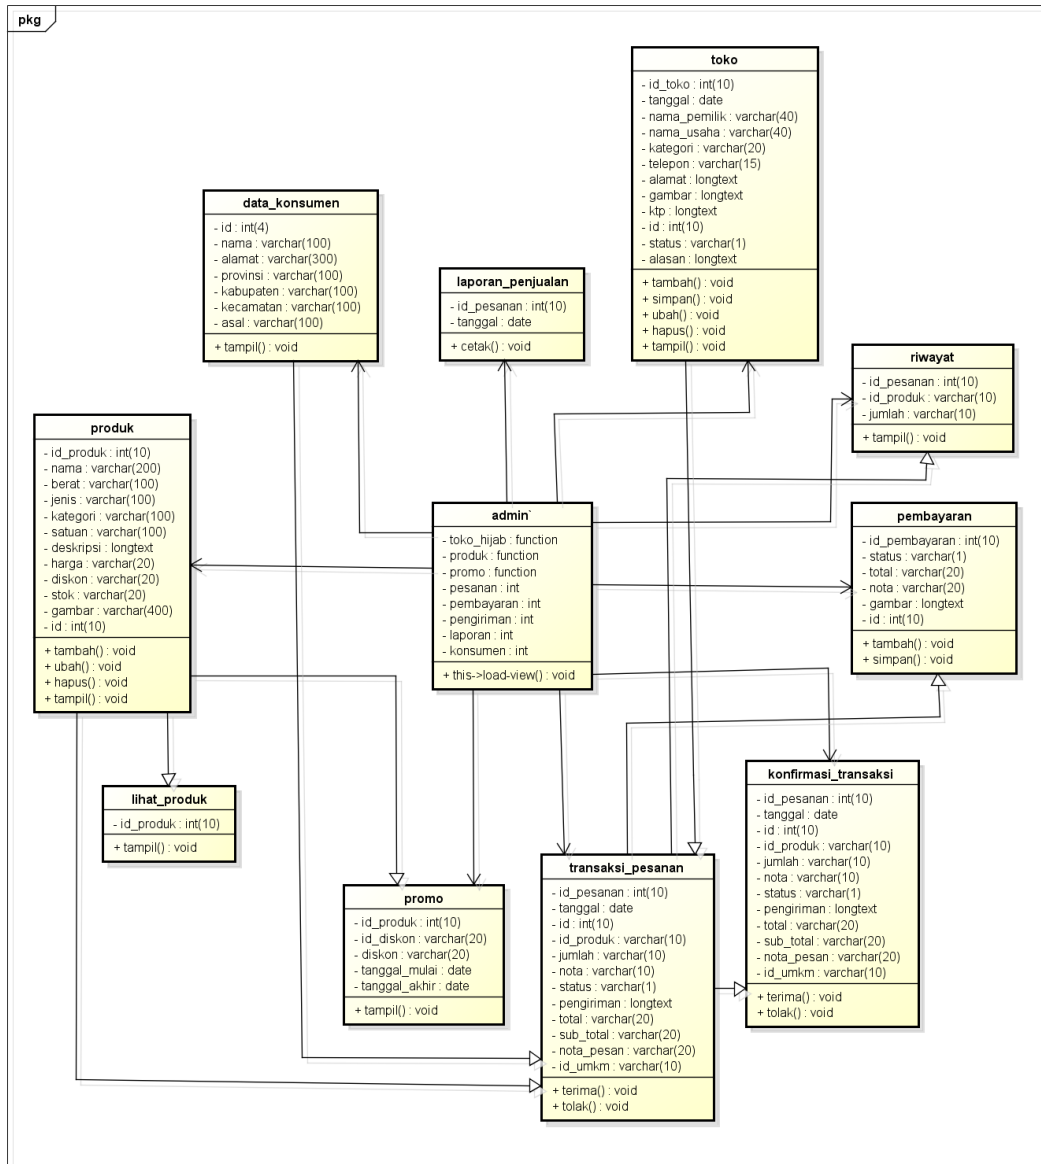 pkg
toko
- id_toko : int(10)
- tanggal : date
- nama_pemilik : varchar(40)
- nama_usaha : varchar(40)
- kategori : varchar(20)
- telepon : varchar(15)
- alamat : longtext
- gambar : longtext
- ktp : longtext
- id : int(10)
- status : varchar(1)
- alasan : longtext
+ tambah() : void
+ simpan() : void
+ ubah() : void
+ hapus() : void
+ tampil() : void
data_konsumen
- id : int(4)
- nama : varchar(100)
- alamat : varchar(300)
- provinsi : varchar(100)
- kabupaten : varchar(100)
- kecamatan : varchar(100)
- asal : varchar(100)
+ tampil() : void
laporan_penjualan
- id_pesanan : int(10)
- tanggal : date
+ cetak() : void
riwayat
- id_pesanan : int(10)
- id_produk : varchar(10)
- jumlah : varchar(10)
+ tampil() : void
produk
- id_produk : int(10)
- nama : varchar(200)
- berat : varchar(100)
- jenis : varchar(100)
- kategori : varchar(100)
- satuan : varchar(100)
- deskripsi : longtext
- harga : varchar(20)
- diskon : varchar(20)
- stok : varchar(20)
- gambar : varchar(400)
- id : int(10)
+ tambah() : void
+ ubah() : void
+ hapus() : void
+ tampil() : void
admin`
- toko_hijab : function
- produk : function
- promo : function
- pesanan : int
- pembayaran : int
- pengiriman : int
- laporan : int
- konsumen : int
+ this->load-view() : void
pembayaran
- id_pembayaran : int(10)
- status : varchar(1)
- total : varchar(20)
- nota : varchar(20)
- gambar : longtext
- id : int(10)
+ tambah() : void
+ simpan() : void
lihat_produk
- id_produk : int(10)
+ tampil() : void
konfirmasi_transaksi
- id_pesanan : int(10)
- tanggal : date
- id : int(10)
- id_produk : varchar(10)
- jumlah : varchar(10)
- nota : varchar(10)
- status : varchar(1)
- pengiriman : longtext
- total : varchar(20)
- sub_total : varchar(20)
- nota_pesan : varchar(20)
- id_umkm : varchar(10)
+ terima() : void
+ tolak() : void
promo
- id_produk : int(10)
- id_diskon : varchar(20)
- diskon : varchar(20)
- tanggal_mulai : date
- tanggal_akhir : date
+ tampil() : void
transaksi_pesanan
- id_pesanan : int(10)
- tanggal : date
- id : int(10)
- id_produk : varchar(10)
- jumlah : varchar(10)
- nota : varchar(10)
- status : varchar(1)
- pengiriman : longtext
- total : varchar(20)
- sub_total : varchar(20)
- nota_pesan : varchar(20)
- id_umkm : varchar(10)
+ terima() : void
+ tolak() : void